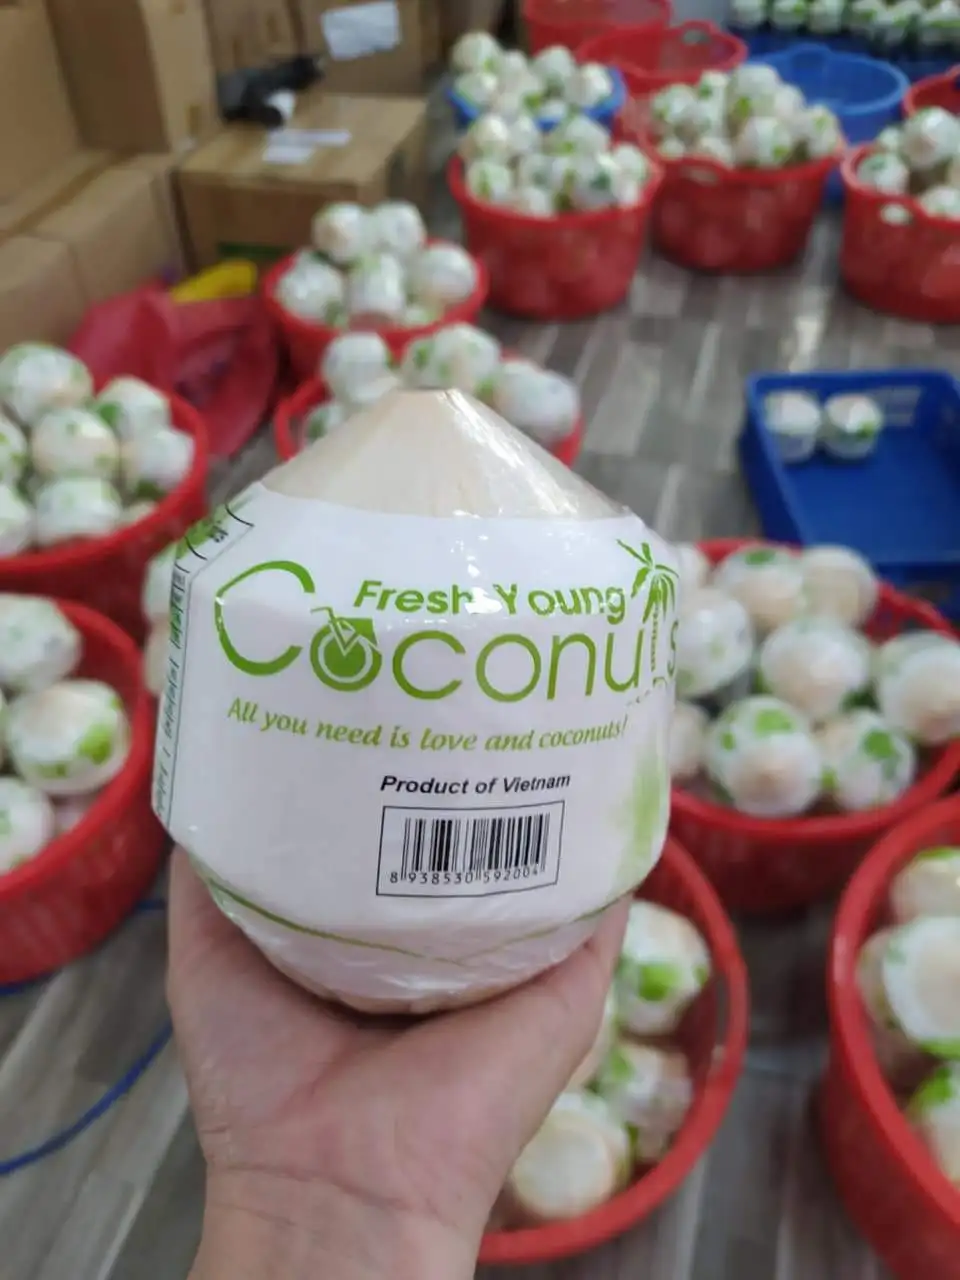 Fresh Young
Coconuts
All you need is love and coconuts!
Product of Vietnam
8 938530 592004